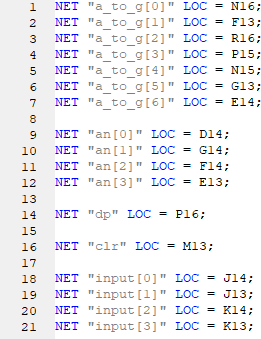 1 NET "a_to_g[0]" LOC = N16;
2 NET "a_to_g[1]" LOC = F13;
3 NET "a_to_g[2]" LOC = R16;
4 NET "a_to_g[3]" LOC = P15;
5 NET "a_to_g[4]" LOC = N15;
6 NET "a_to_g[5]" LOC = G13;
7 NET "a_to_g[6]" LOC = E14;
8
9 NET "an[0]" LOC = D14;
10 NET "an[1]" LOC = G14;
11 NET "an[2]" LOC = F14;
12 NET "an[3]" LOC = E13;
13
14 NET "dp" LOC = P16;
15
16 NET "clr" LOC = M13;
17
18 NET "input[0]" LOC = J14;
19 NET "input[1]" LOC = J13;
20 NET "input[2]" LOC = K14;
21 NET "input[3]" LOC = K13;